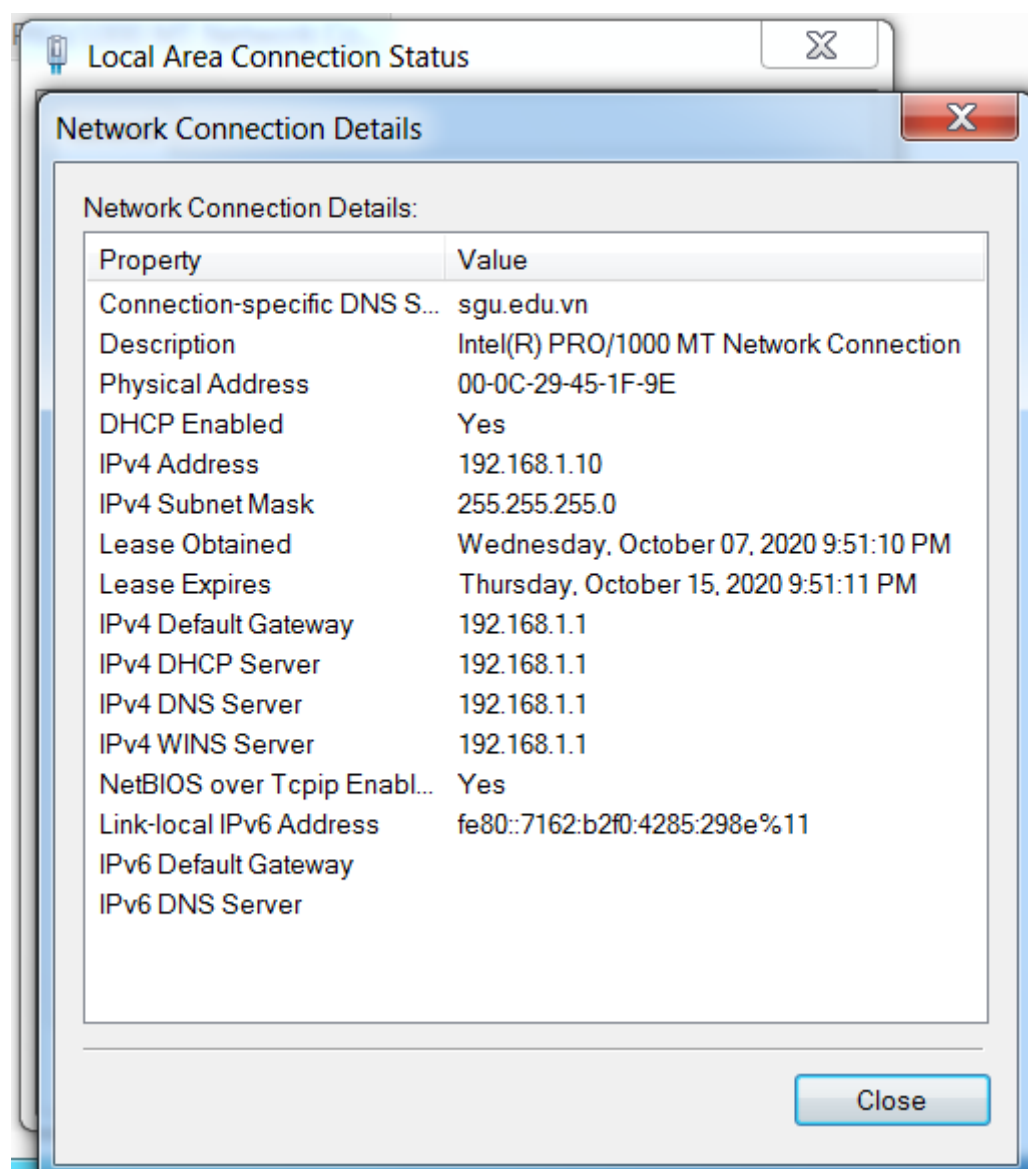 Local Area Connection Status
Network Connection Details
Network Connection Details:
Property Value
Connection-specific DNS S... sgu.edu.vn
Description Intel(R) PRO/1000 MT Network Connection
Physical Address 00-0C-29-45-1F-9E
DHCP Enabled Yes
IPv4 Address 192.168.1.10
IPv4 Subnet Mask 255.255.255.0
Lease Obtained Wednesday, October 07, 2020 9:51:10 PM
Lease Expires Thursday, October 15, 2020 9:51:11 PM
IPv4 Default Gateway 192.168.1.1
IPv4 DHCP Server 192.168.1.1
IPv4 DNS Server 192.168.1.1
IPv4 WINS Server 192.168.1.1
NetBIOS over Tcpip Enabl... Yes
Link-local IPv6 Address fe80::7162:b2f0:4285:298e%11
IPv6 Default Gateway
IPv6 DNS Server
Close